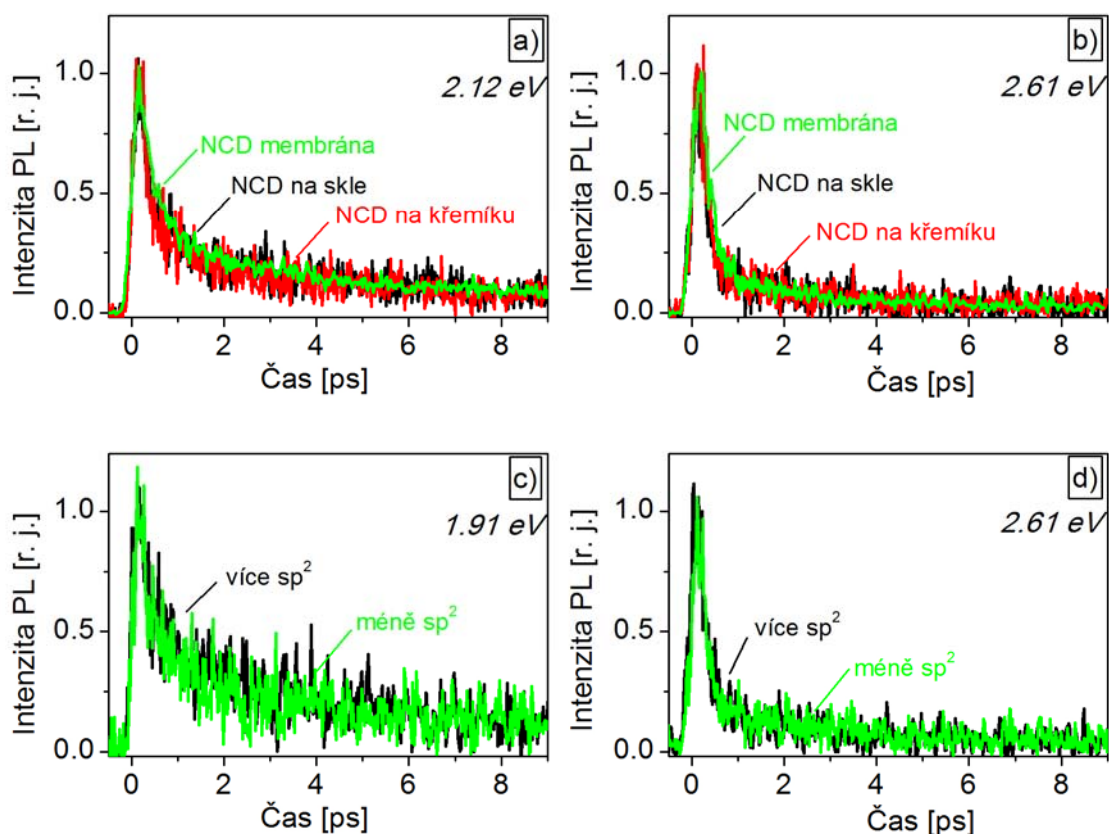 a)
2.12 eV
NCD membrána
NCD na skle
NCD na křemíku
Intenzita PL [r. j.]
1.0
0.5
0.0
0 2 4 6 8
Čas [ps]
b)
2.61 eV
NCD membrána
NCD na skle
NCD na křemíku
Intenzita PL [r. j.]
1.0
0.5
0.0
0 2 4 6 8
Čas [ps]
c)
1.91 eV
více sp²
méně sp²
Intenzita PL [r. j.]
1.0
0.5
0.0
0 2 4 6 8
Čas [ps]
d)
2.61 eV
více sp²
méně sp²
Intenzita PL [r. j.]
1.0
0.5
0.0
0 2 4 6 8
Čas [ps]